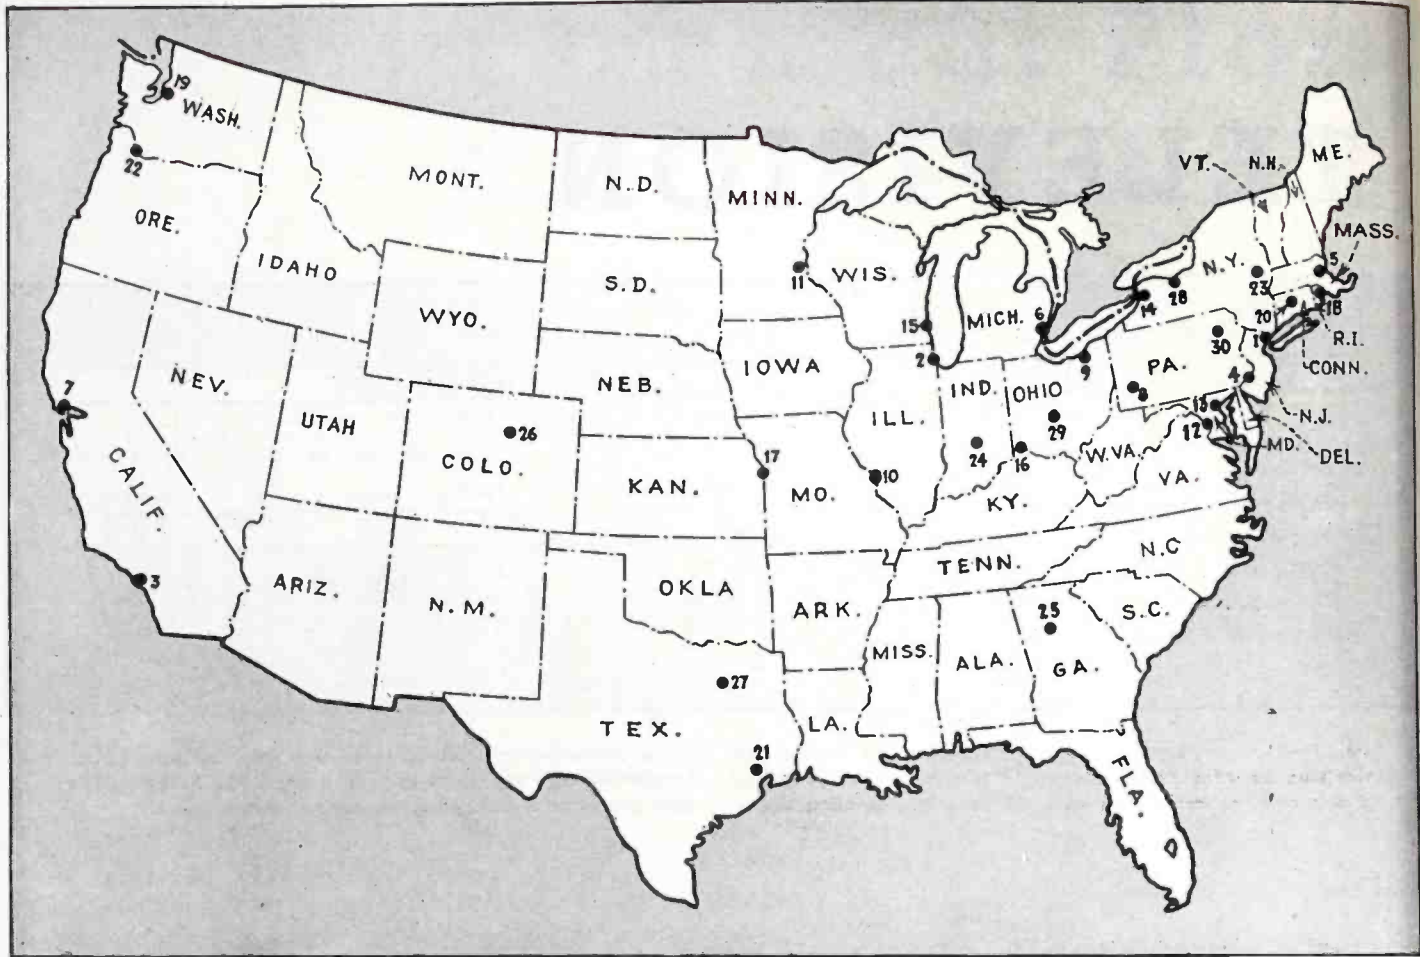 19
WASH.
22
ORE.
IDAHO
MONT.
N.D.
MINN.
VT.
N.H.
ME.
MASS.
S.D.
WYO.
11
WIS.
15
2
MICH.
6
9
14
28
N.Y.
23
5
18
20
R.I.
1
CONN.
30
PA.
4
8
13
N.J.
12
MD.
DEL.
7
NEV.
CALIF.
UTAH
26
COLO.
NEB.
IOWA
ILL.
IND.
OHIO
29
24
16
W.VA.
VA.
17
KAN.
MO.
10
KY.
3
ARIZ.
N.M.
OKLA
ARK.
TENN.
N.C
S.C.
25
GA.
MISS.
ALA.
27
TEX.
21
LA.
FLA.